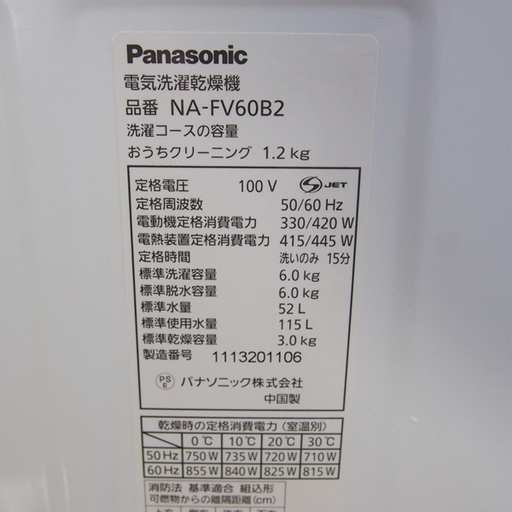 Panasonic
電気洗濯乾燥機
品番 NA-FV60B2
洗濯コースの容量
おうちクリーニング 1.2 kg
定格電圧 100 V JET
定格周波数 50/60 Hz
電動機定格消費電力 330/420 W
電熱装置定格消費電力 415/445 W
定格時間 洗いのみ 15分
標準洗濯容量 6.0 kg
標準脱水容量 6.0 kg
標準水量 52 L
標準使用水量 115 L
標準乾燥容量 3.0 kg
製造番号 1113201106
PS E パナソニック株式会社
中国製
乾燥時の定格消費電力(室温別)
0℃ 10℃ 20℃ 30℃
50 Hz 750 W 735 W 720 W 710 W
60 Hz 855 W 840 W 825 W 815 W
消防法 基準適合 組込形
可燃物からの離隔距離(cm)